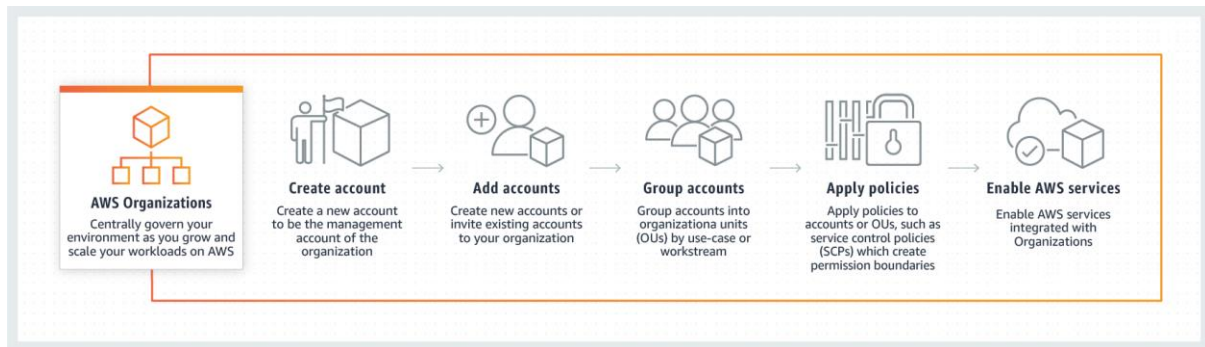 AWS Organizations
Centrally govern your
environment as you grow and
scale your workloads on AWS
Create account
Create a new account
to be the management
account of the
organization
Add accounts
Create new accounts or
invite existing accounts
to your organization
Group accounts
Group accounts into
organizationa units
(OUs) by use-case or
workstream
Apply policies
Apply policies to
accounts or OUs, such as
service control policies
(SCPs) which create
permission boundaries
Enable AWS services
Enable AWS services
integrated with
Organizations